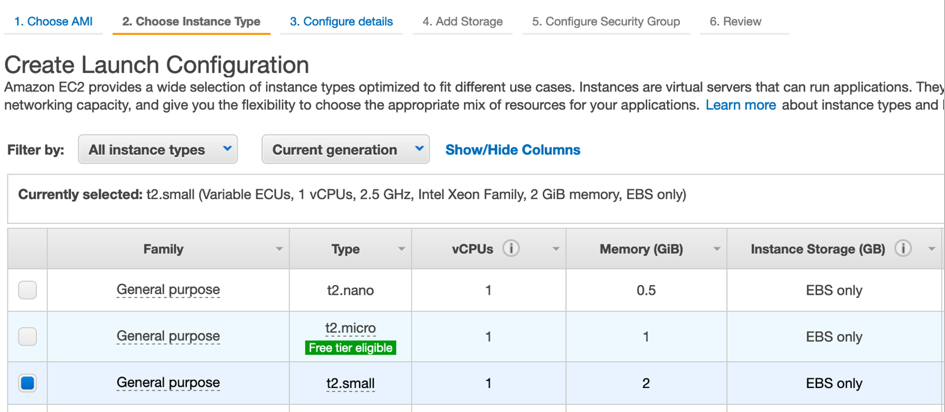 1. Choose AMI 2. Choose Instance Type 3. Configure details 4. Add Storage 5. Configure Security Group 6. Review
Create Launch Configuration
Amazon EC2 provides a wide selection of instance types optimized to fit different use cases. Instances are virtual servers that can run applications. They
networking capacity, and give you the flexibility to choose the appropriate mix of resources for your applications. Learn more about instance types and
Filter by: All instance types Current generation Show/Hide Columns
Currently selected: t2.small (Variable ECUs, 1 vCPUs, 2.5 GHz, Intel Xeon Family, 2 GiB memory, EBS only)
Family Type vCPUs i Memory (GiB) Instance Storage (GB) i
General purpose t2.nano 1 0.5 EBS only
General purpose t2.micro 1 1 EBS only
Free tier eligible
General purpose t2.small 1 2 EBS only